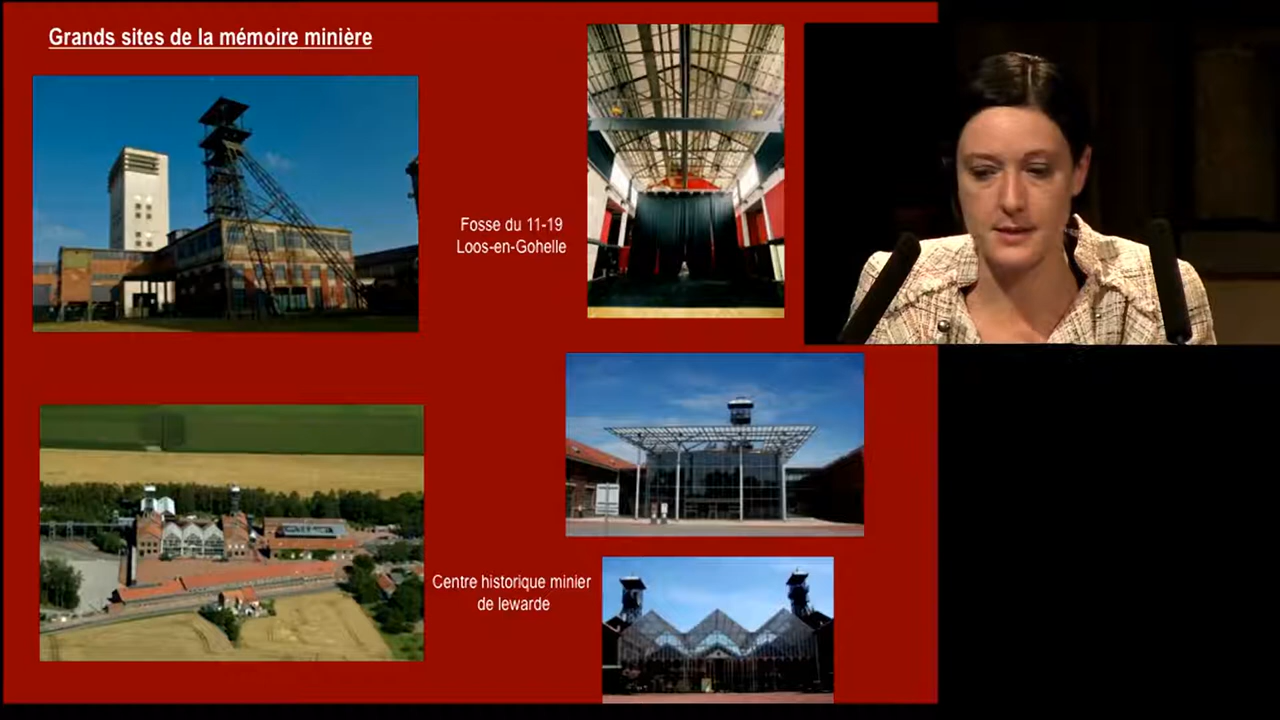 Grands sites de la mémoire minière
Fosse du 11-19
Loos-en-Gohelle
Centre historique minier
de lewarde